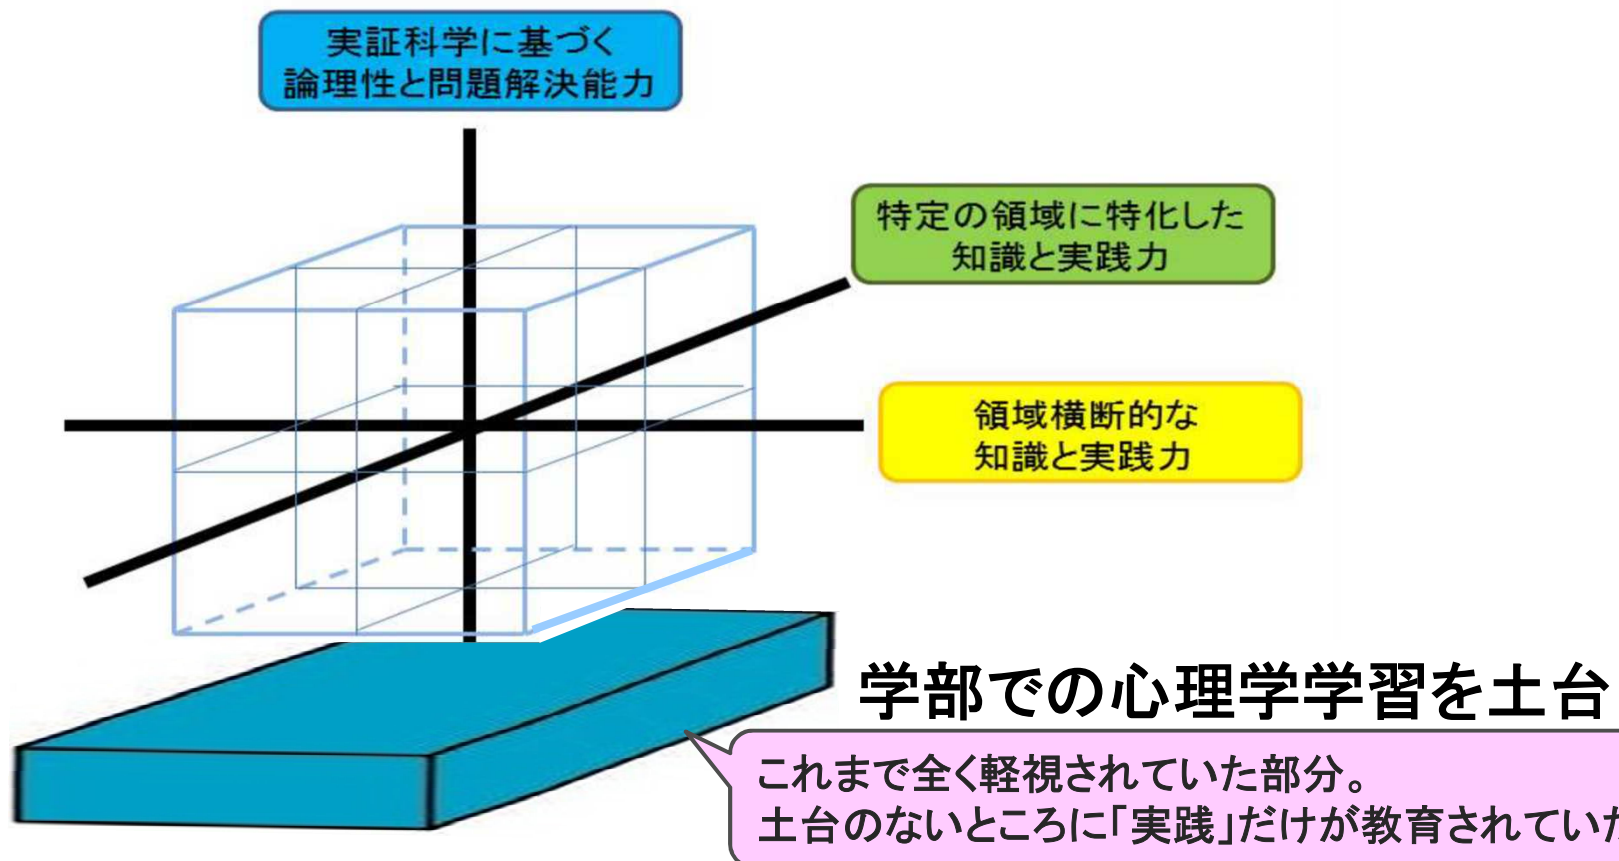 実証科学に基づく
論理性と問題解決能力
特定の領域に特化した
知識と実践力
領域横断的な
知識と実践力
学部での心理学学習を土台
これまで全く軽視されていた部分。
土台のないところに「実践」だけが教育されていた